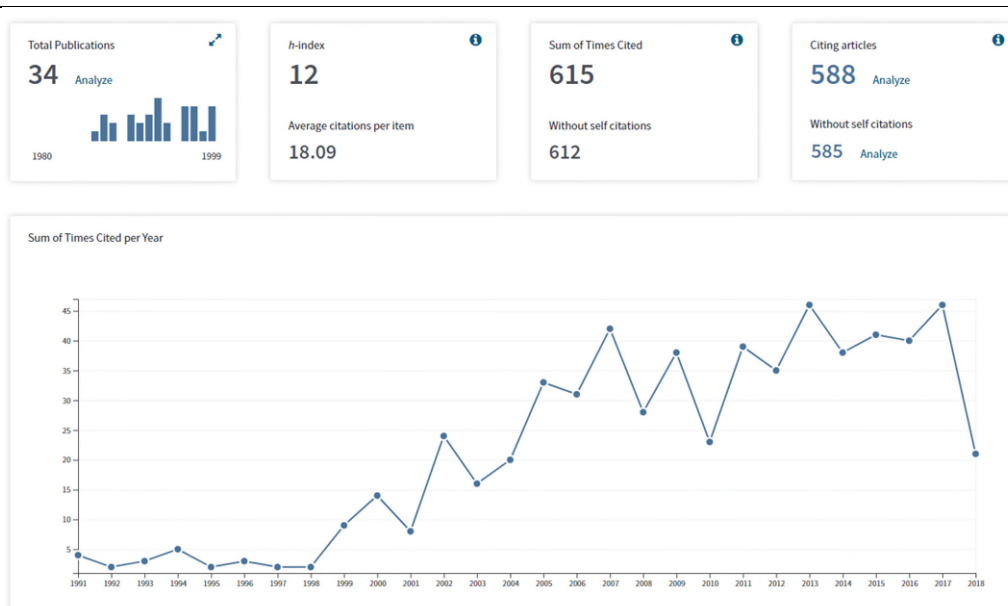 Total Publications
34 Analyze
1980 1999
h-index
12
Average citations per item
18.09
Sum of Times Cited
615
Without self citations
612
Citing articles
588 Analyze
Without self citations
585 Analyze
Sum of Times Cited per Year
45
40
35
30
25
20
15
10
5
1991 1992 1993 1994 1995 1996 1997 1998 1999 2000 2001 2002 2003 2004 2005 2006 2007 2008 2009 2010 2011 2012 2013 2014 2015 2016 2017 2018